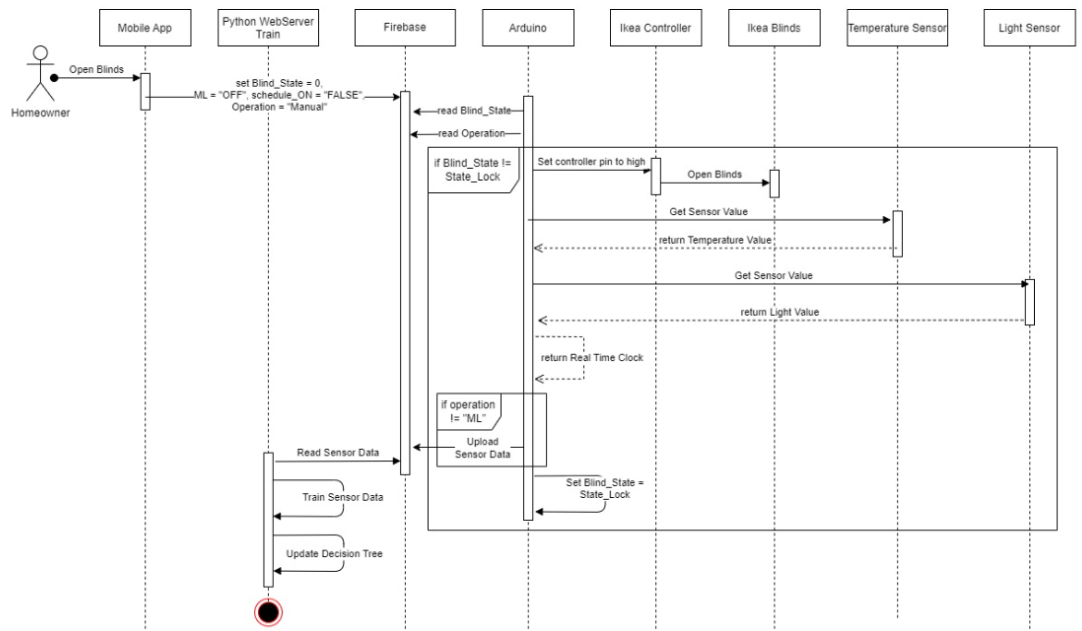 Mobile App
Python WebServer
Train
Firebase
Arduino
Ikea Controller
Ikea Blinds
Temperature Sensor
Light Sensor
Homeowner
Open Blinds
set Blind_State = 0,
ML = "OFF", schedule_ON = "FALSE",
Operation = "Manual"
read Blind_State
read Operation
if Blind_State !=
State_Lock
Set controller pin to high
Open Blinds
Get Sensor Value
return Temperature Value
Get Sensor Value
return Light Value
return Real Time Clock
if operation
!= "ML"
Upload
Sensor Data
Read Sensor Data
Set Blind_State =
State_Lock
Train Sensor Data
Update Decision Tree